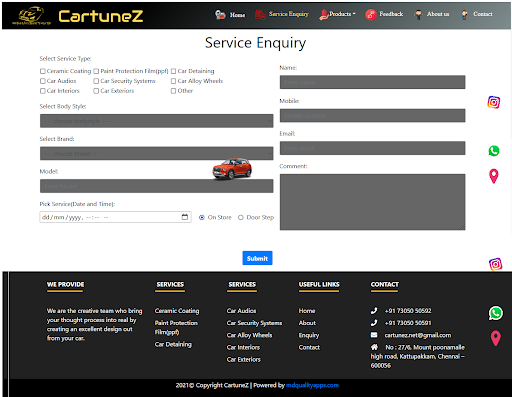 CartuneZ
Home
Service Enquiry
Products
Feedback
About us
Contact
Service Enquiry
Select Service Type:
Ceramic Coating
Paint Protection Film(ppf)
Car Detaining
Car Audios
Car Security Systems
Car Alloy Wheels
Car Interiors
Car Exteriors
Other
Select Body Style:
Select Brand:
Model:
Pick Service(Date and Time):
dd/mm/yyyy, --:-- --
On Store
Door Step
Name:
Mobile:
Email:
Comment:
Submit
WE PROVIDE
We are the creative team who bring
your thought process into real by
creating an excellent design out
from your car.
SERVICES
Ceramic Coating
Paint Protection
Film(ppf)
Car Detaining
SERVICES
Car Audios
Car Security Systems
Car Alloy Wheels
Car Interiors
Car Exteriors
USEFUL LINKS
Home
About
Enquiry
Contact
CONTACT
+91 73050 50592
+91 73050 50591
cartunez.net@gmail.com
No : 27/6, Mount poonamalle
high road, Kattupakkam, Chennai –
600056
2021© Copyright CartuneZ | Powered by mdqualityapps.com